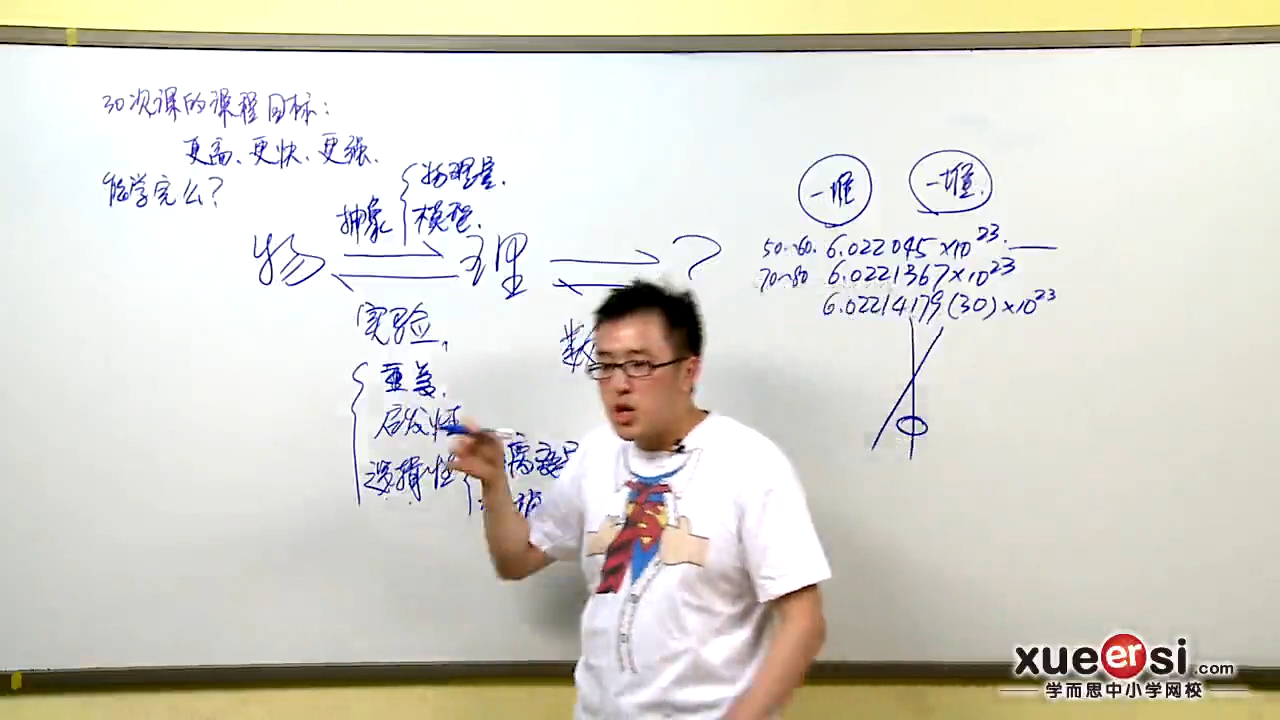 30次课的课程目标:
更高、更快、更强.
能学完么?
抽象
物理量.
模型.
物
理
?
实验.
重复.
启发性
逻辑性
数
一堆
一堆.
50~60. 6.022045×10²³.
70~80 6.0221367×10²³
6.02214179(30)×10²³
xueersi.com
学而思中小学网校